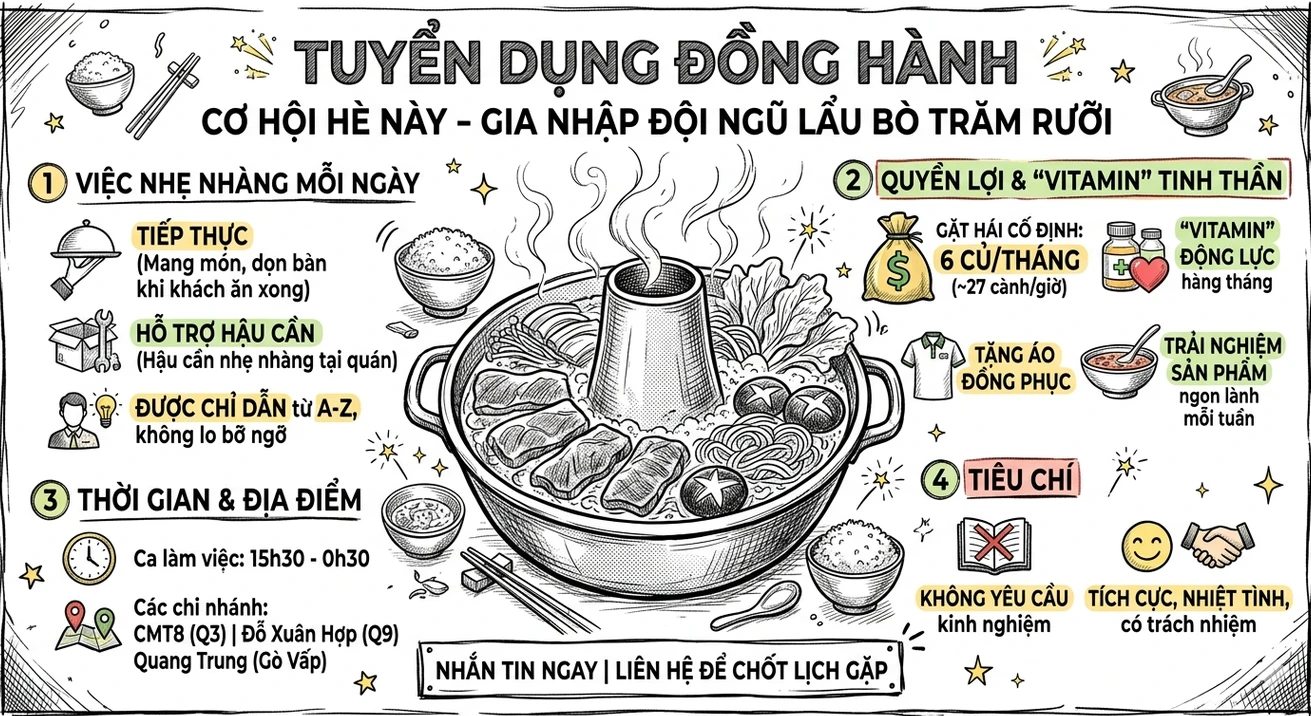 TUYỂN DỤNG ĐỒNG HÀNH
CƠ HỘI HÈ NÀY – GIA NHẬP ĐỘI NGŨ LẨU BÒ TRĂM RƯỠI
1 VIỆC NHẸ NHÀNG MỖI NGÀY
TIẾP THỰC
(Mang món, dọn bàn
khi khách ăn xong)
HỖ TRỢ HẬU CẦN
(Hậu cần nhẹ nhàng tại quán)
ĐƯỢC CHỈ DẪN từ A-Z,
không lo bỡ ngỡ
2 QUYỀN LỢI & “VITAMIN” TINH THẦN
GẶT HÁI CỐ ĐỊNH:
6 CỦ/THÁNG
(~27 cành/giờ)
“VITAMIN”
ĐỘNG LỰC
hàng tháng
TẶNG ÁO
ĐỒNG PHỤC
TRẢI NGHIỆM
SẢN PHẨM
ngon lành
mỗi tuần
3 THỜI GIAN & ĐỊA ĐIỂM
Ca làm việc: 15h30 - 0h30
Các chi nhánh:
CMT8 (Q3) | Đỗ Xuân Hợp (Q9)
Quang Trung (Gò Vấp)
4 TIÊU CHÍ
KHÔNG YÊU CẦU
kinh nghiệm
TÍCH CỰC, NHIỆT TÌNH,
có trách nhiệm
NHẮN TIN NGAY | LIÊN HỆ ĐỂ CHỐT LỊCH GẶP